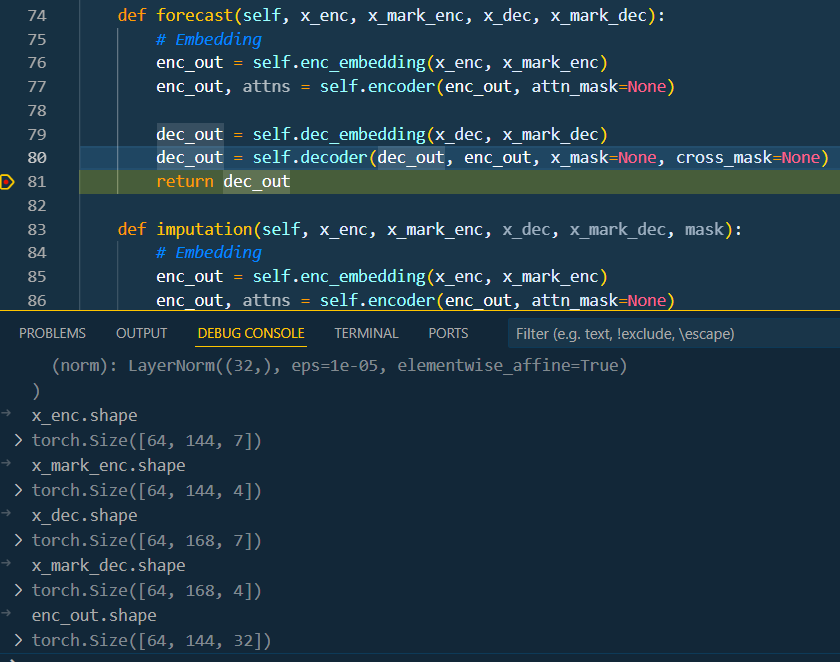 74 def forecast(self, x_enc, x_mark_enc, x_dec, x_mark_dec):
75 # Embedding
76 enc_out = self.enc_embedding(x_enc, x_mark_enc)
77 enc_out, attns = self.encoder(enc_out, attn_mask=None)
78
79 dec_out = self.dec_embedding(x_dec, x_mark_dec)
80 dec_out = self.decoder(dec_out, enc_out, x_mask=None, cross_mask=None)
81 return dec_out
82
83 def imputation(self, x_enc, x_mark_enc, x_dec, x_mark_dec, mask):
84 # Embedding
85 enc_out = self.enc_embedding(x_enc, x_mark_enc)
86 enc_out, attns = self.encoder(enc_out, attn_mask=None)
PROBLEMS OUTPUT DEBUG CONSOLE TERMINAL PORTS Filter (e.g. text, !exclude, \escape)
(norm): LayerNorm((32,), eps=1e-05, elementwise_affine=True)
)
x_enc.shape
torch.Size([64, 144, 7])
x_mark_enc.shape
torch.Size([64, 144, 4])
x_dec.shape
torch.Size([64, 168, 7])
x_mark_dec.shape
torch.Size([64, 168, 4])
enc_out.shape
torch.Size([64, 144, 32])